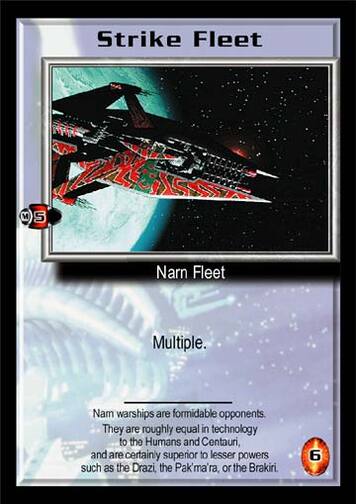 Strike Fleet
M 5
Narn Fleet
Multiple.
Narn warships are formidable opponents.
They are roughly equal in technology
to the Humans and Centauri,
and are certainly superior to lesser powers
such as the Drazi, the Pak'ma'ra, or the Brakiri.
6